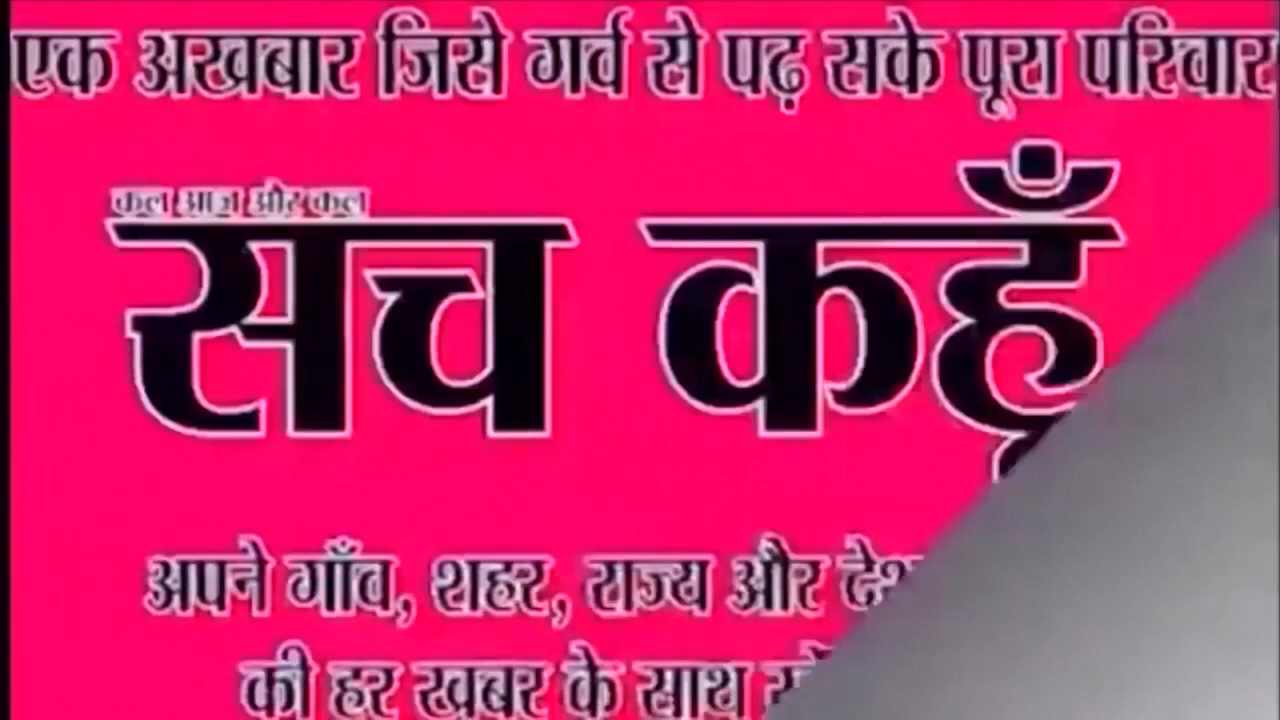 एक अखबार जिसे गर्व से पढ़ सके पूरा परिवार
कल आज और कल
सच कहूँ
अपने गाँव, शहर, राज्य और
की हर खबर के साथ